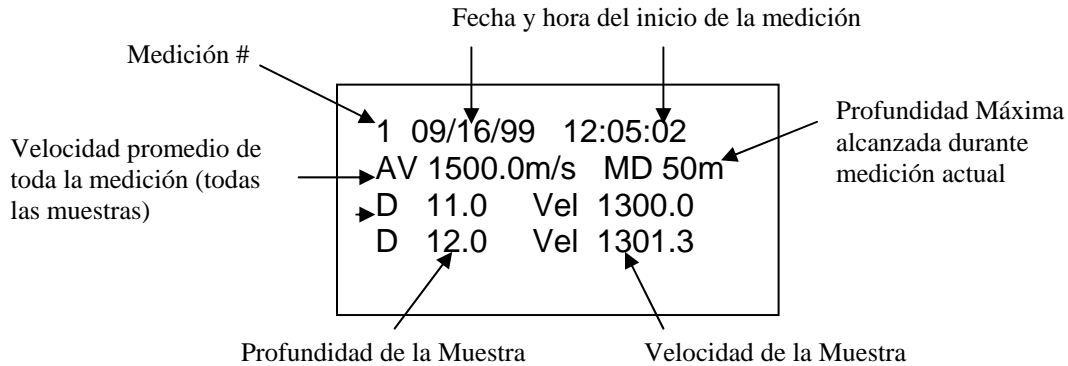 Fecha y hora del inicio de la medición
Medición #
1 09/16/99 12:05:02
AV 1500.0m/s MD 50m
D 11.0 Vel 1300.0
D 12.0 Vel 1301.3
Velocidad promedio de
toda la medición (todas
las muestras)
Profundidad Máxima
alcanzada durante
medición actual
Profundidad de la Muestra
Velocidad de la Muestra